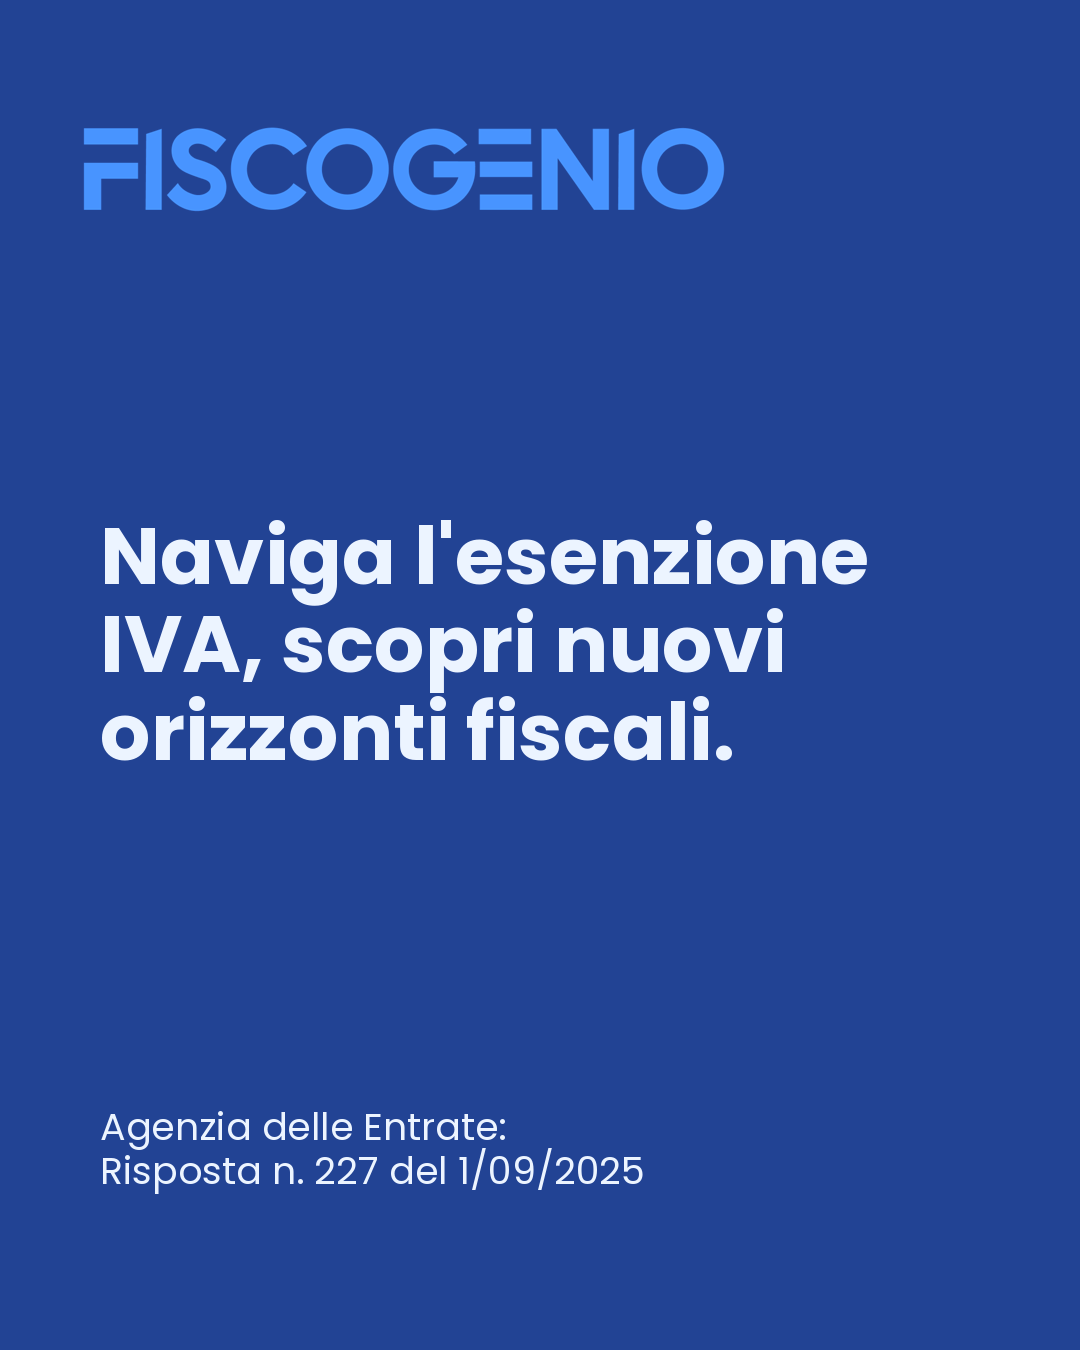 FISCOGENIO
Naviga l'esenzione
IVA, scopri nuovi
orizzonti fiscali.
Agenzia delle Entrate:
Risposta n. 227 del 1/09/2025